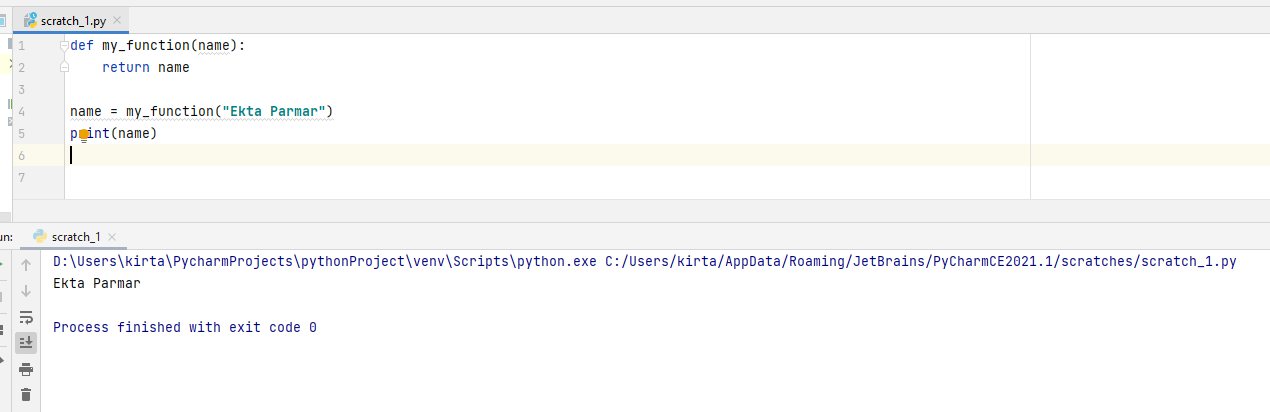 scratch_1.py
1 def my_function(name):
2     return name
3
4 name = my_function("Ekta Parmar")
5 print(name)
6
7
un: scratch_1
D:\Users\kirta\PycharmProjects\pythonProject\venv\Scripts\python.exe C:/Users/kirta/AppData/Roaming/JetBrains/PyCharmCE2021.1/scratches/scratch_1.py
Ekta Parmar
Process finished with exit code 0